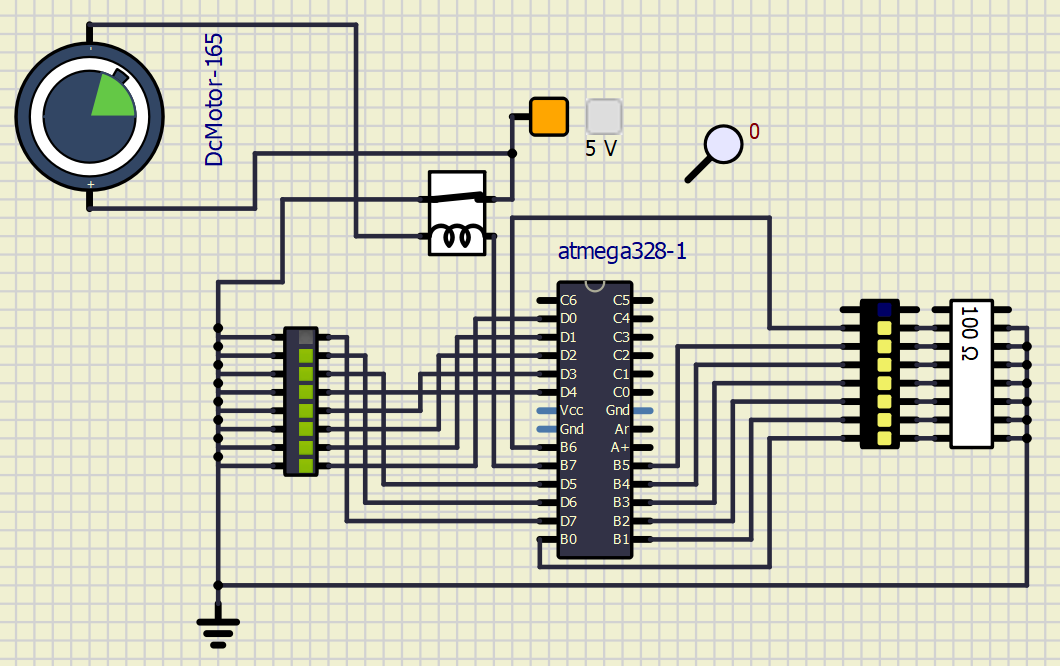 -
+
DcMotor-165
5 V
0
atmega328-1
C6 C5
D0 C4
D1 C3
D2 C2
D3 C1
D4 C0
Vcc Gnd
Gnd Ar
B6 A+
B7 B5
D5 B4
D6 B3
D7 B2
B0 B1
100 Ω